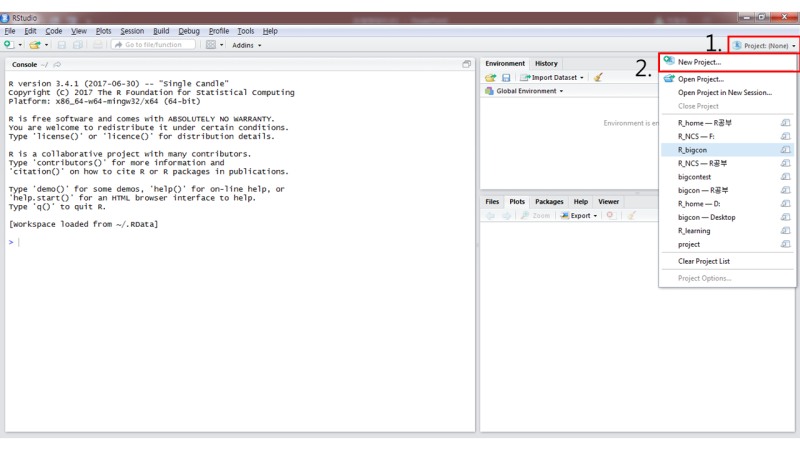 RStudio
File Edit Code View Plots Session Build Debug Profile Tools Help
Go to file/function
Addins
1.
Project: (None)
Console ~/
R version 3.4.1 (2017-06-30) -- "Single Candle"
Copyright (C) 2017 The R Foundation for Statistical Computing
Platform: x86_64-w64-mingw32/x64 (64-bit)
R is free software and comes with ABSOLUTELY NO WARRANTY.
You are welcome to redistribute it under certain conditions.
Type 'license()' or 'licence()' for distribution details.
R is a collaborative project with many contributors.
Type 'contributors()' for more information and
'citation()' on how to cite R or R packages in publications.
Type 'demo()' for some demos, 'help()' for on-line help, or
'help.start()' for an HTML browser interface to help.
Type 'q()' to quit R.
[Workspace loaded from ~/.RData]
>
Environment History
2.
Import Dataset
Global Environment
Environment is
Files Plots Packages Help Viewer
Zoom Export
New Project...
Open Project...
Open Project in New Session...
Close Project
R_home — R공부
R_NCS — F:
R_bigcon
R_NCS — R공부
bigcontest
bigcon — R공부
R_home — D:
bigcon — Desktop
R_learning
project
Clear Project List
Project Options...